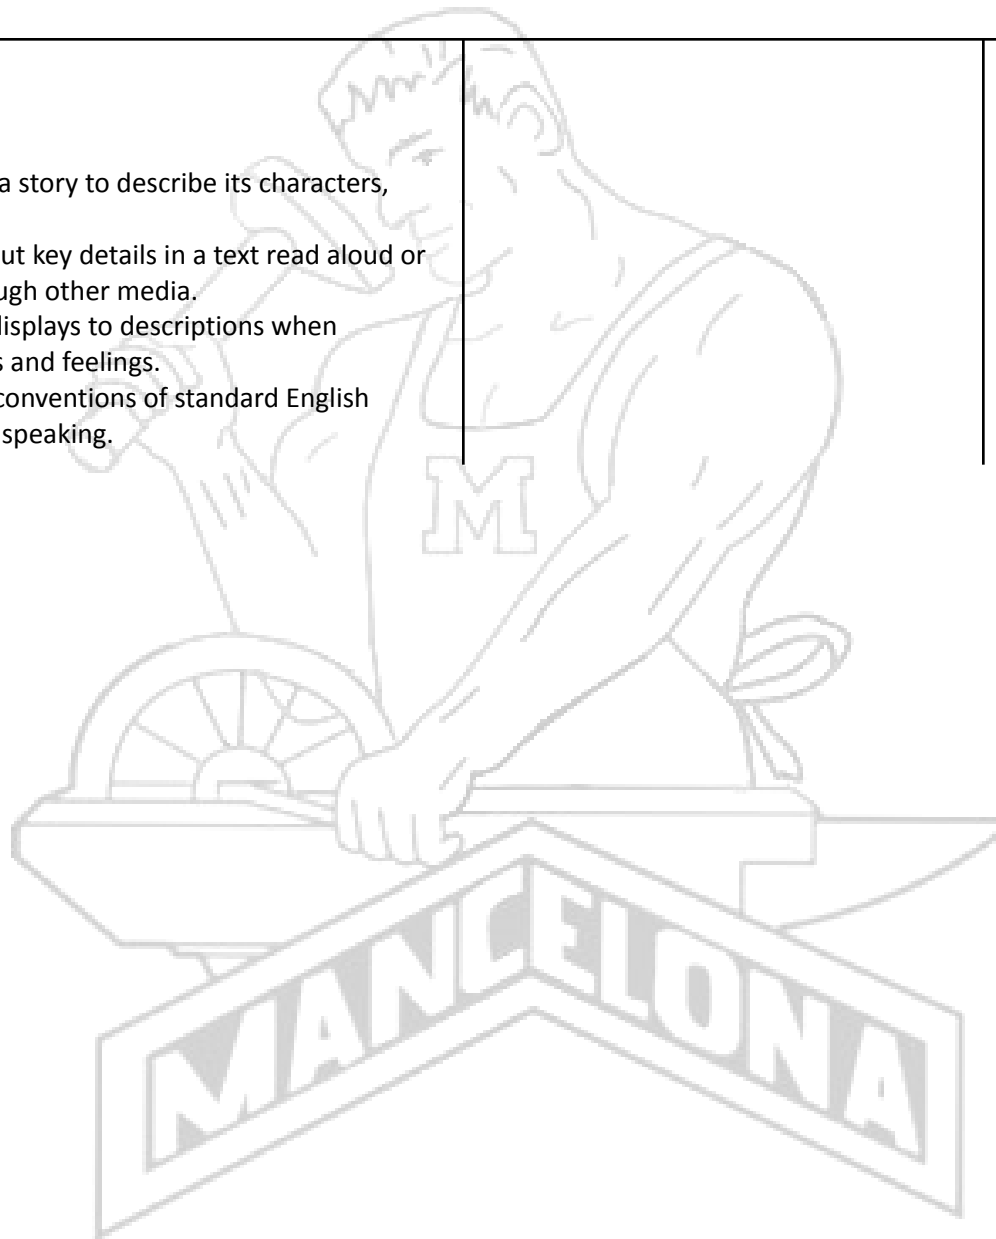 a story to describe its characters,
ut key details in a text read aloud or
ugh other media.
displays to descriptions when
s and feelings.
conventions of standard English
speaking.
M
MANCELONA